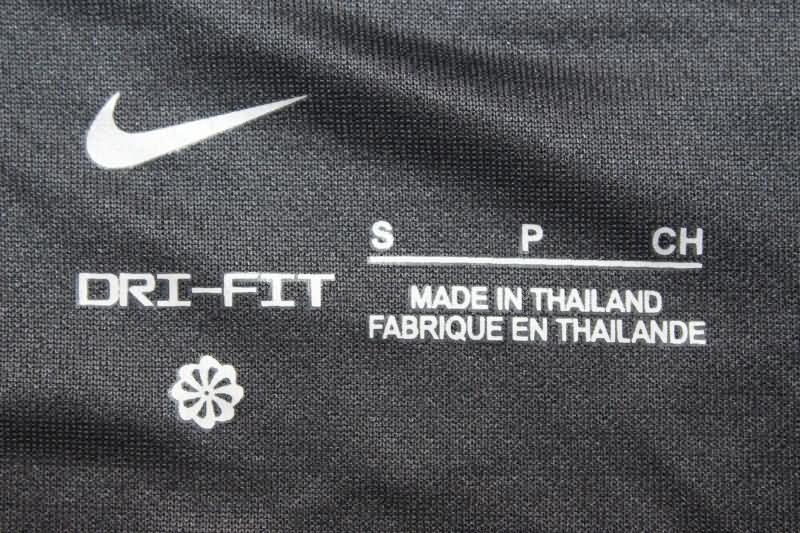 DRI-FIT
S P CH
MADE IN THAILAND
FABRIQUE EN THAILANDE